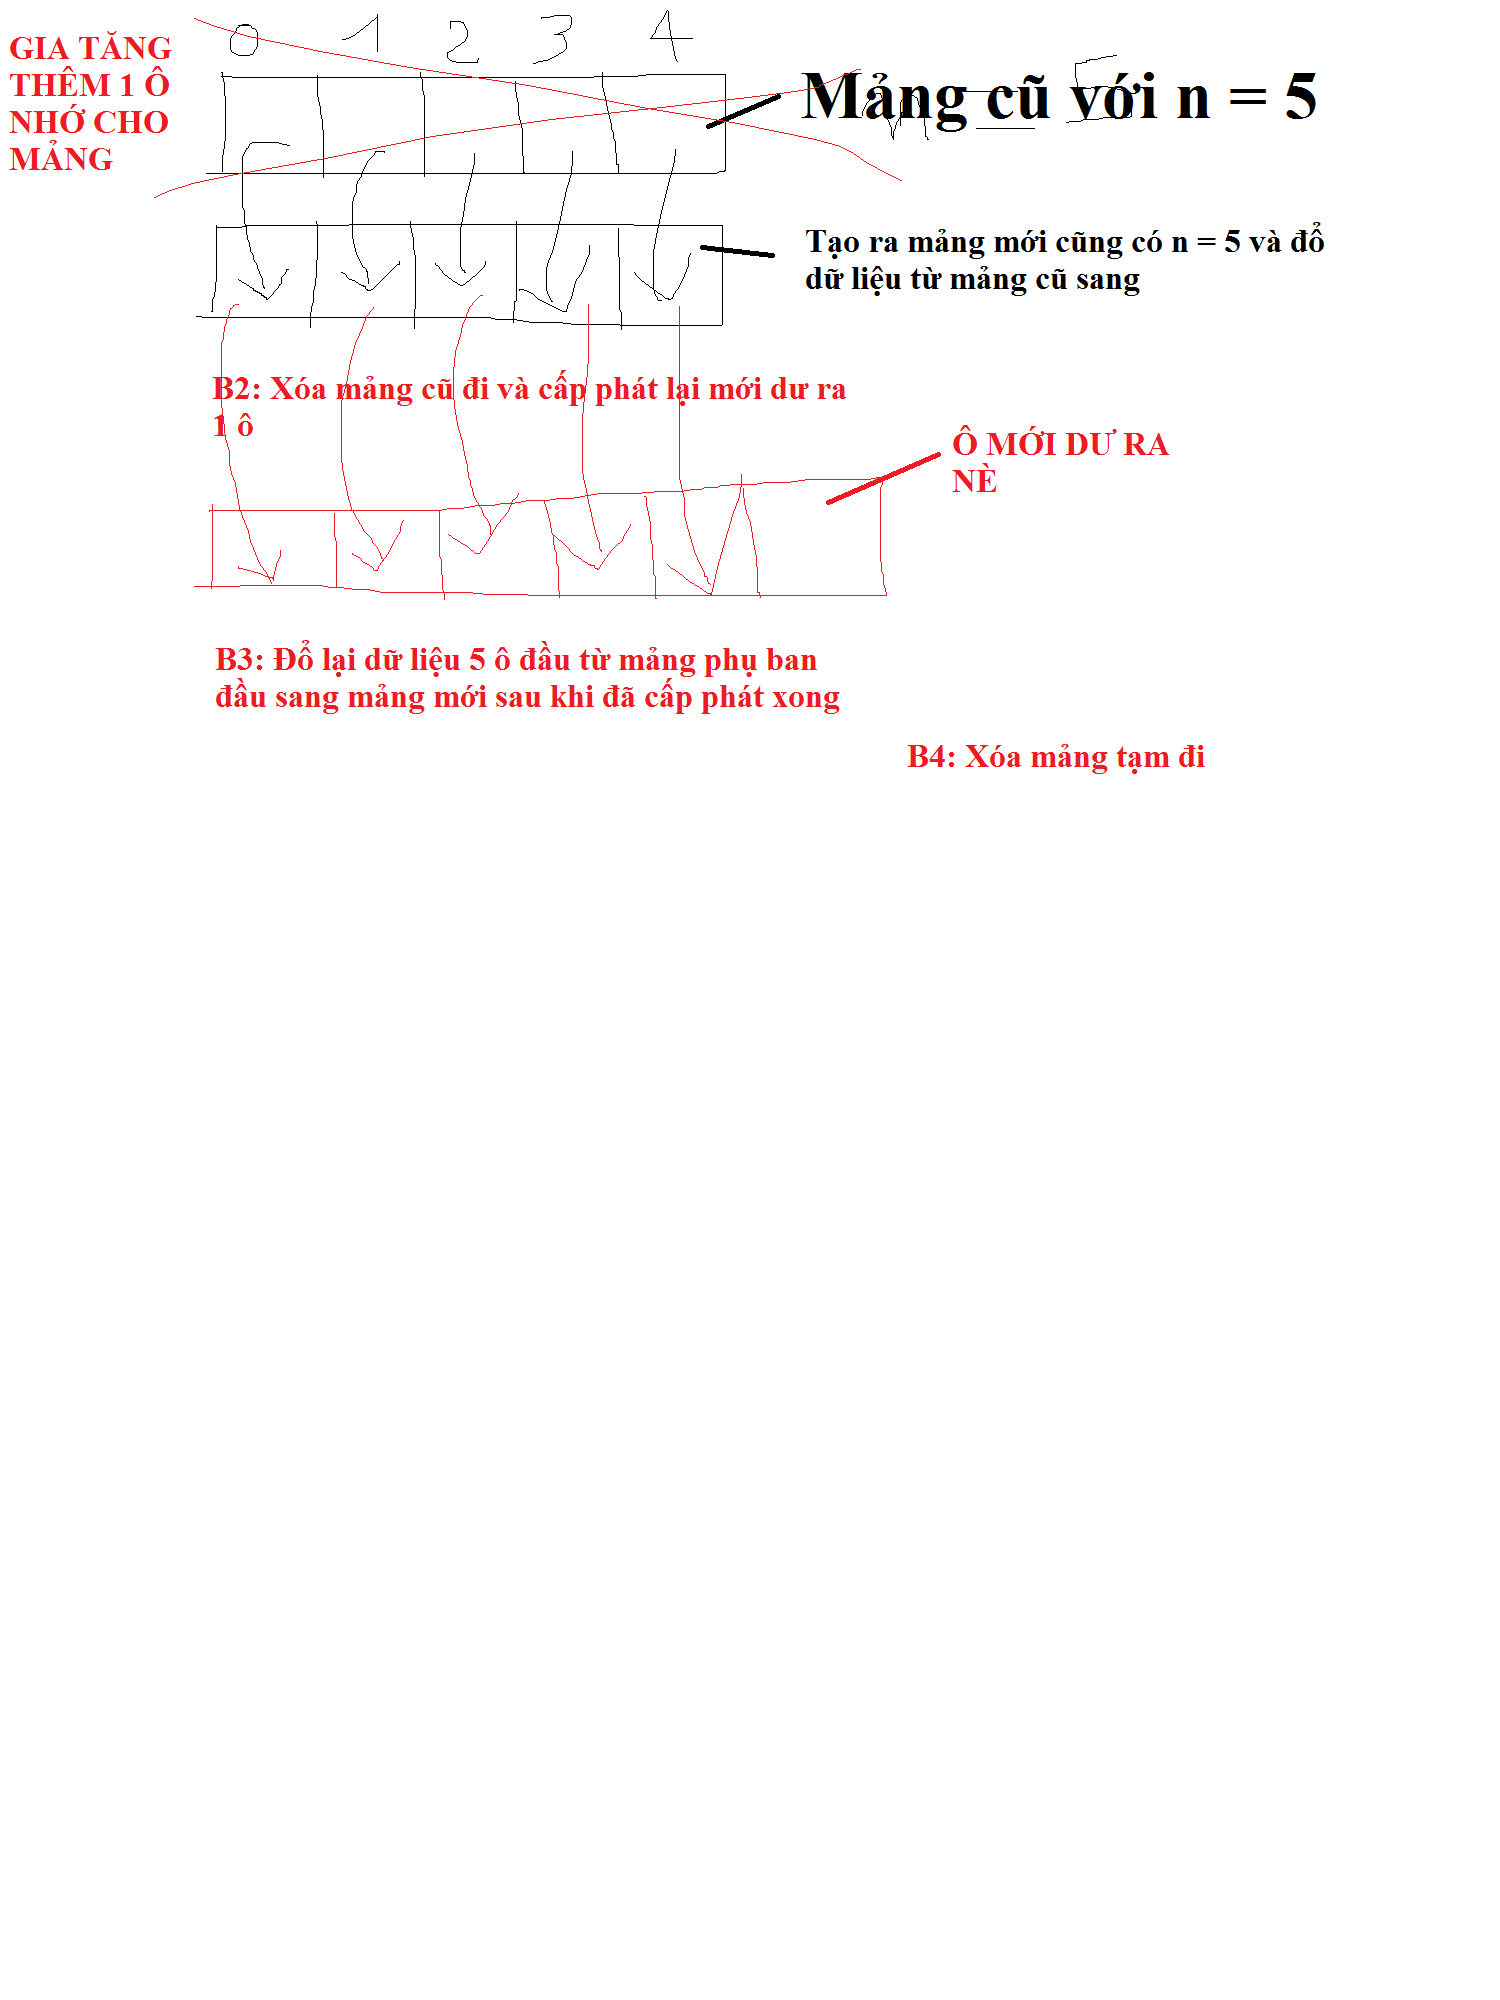 GIA TĂNG
THÊM 1 Ô
NHỚ CHO
MẢNG
0 1 2 3 4
Mảng cũ với n = 5
n = 5
Tạo ra mảng mới cũng có n = 5 và đổ
dữ liệu từ mảng cũ sang
B2: Xóa mảng cũ đi và cấp phát lại mới dư ra
1 ô
Ô MỚI DƯ RA
NÈ
B3: Đổ lại dữ liệu 5 ô đầu từ mảng phụ ban
đầu sang mảng mới sau khi đã cấp phát xong
B4: Xóa mảng tạm đi